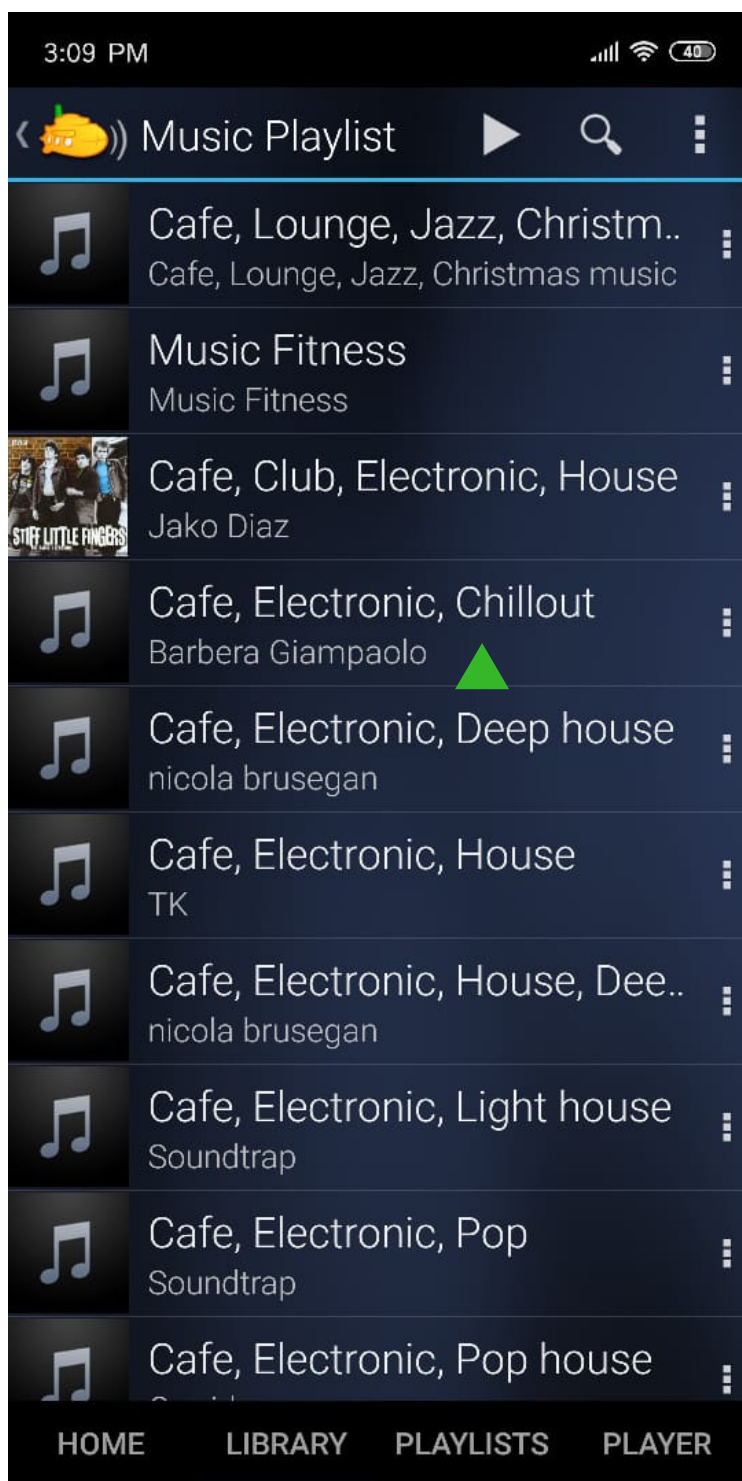 3:09 PM
40
Music Playlist
Cafe, Lounge, Jazz, Christm..
Cafe, Lounge, Jazz, Christmas music
Music Fitness
Music Fitness
Cafe, Club, Electronic, House
STIFF LITTLE FINGERS
Jako Diaz
Cafe, Electronic, Chillout
Barbera Giampaolo
Cafe, Electronic, Deep house
nicola brusegan
Cafe, Electronic, House
TK
Cafe, Electronic, House, Dee..
nicola brusegan
Cafe, Electronic, Light house
Soundtrap
Cafe, Electronic, Pop
Soundtrap
Cafe, Electronic, Pop house
HOME LIBRARY PLAYLISTS PLAYER